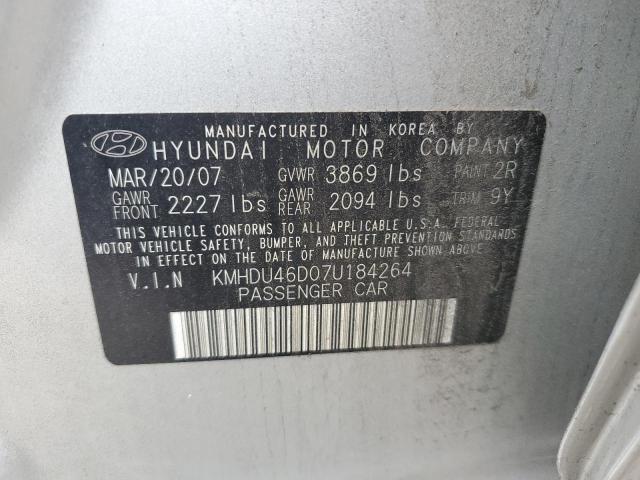 MANUFACTURED IN KOREA BY
HYUNDAI MOTOR COMPANY
MAR/20/07 GVWR 3869 lbs PAINT 2R
GAWR FRONT 2227 lbs GAWR REAR 2094 lbs TRIM 9Y
THIS VEHICLE CONFORMS TO ALL APPLICABLE U.S.A. FEDERAL
MOTOR VEHICLE SAFETY, BUMPER, AND THEFT PREVENTION STANDARDS
IN EFFECT ON THE DATE OF MANUFACTURE SHOWN ABOVE
V.I.N KMHDU46D07U184264
PASSENGER CAR